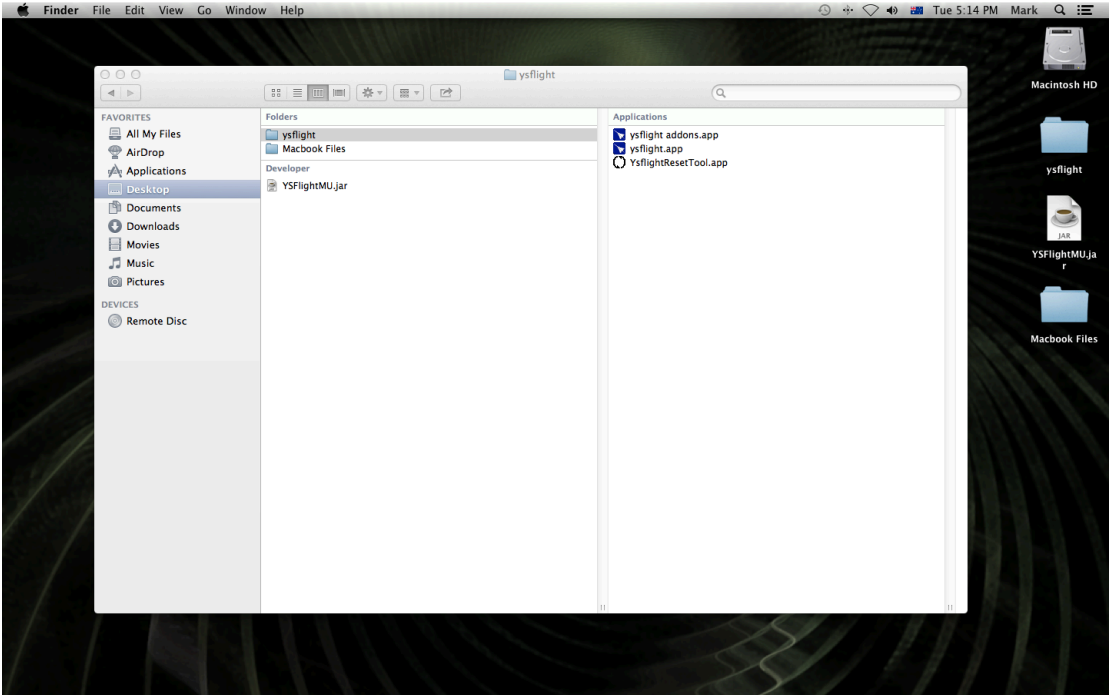 Finder File Edit View Go Window Help Tue 5:14 PM Mark
ysflight
FAVORITES
All My Files
AirDrop
Applications
Desktop
Documents
Downloads
Movies
Music
Pictures
DEVICES
Remote Disc
Folders
ysflight
Macbook Files
Developer
YSFlightMU.jar
Applications
ysflight addons.app
ysflight.app
YsflightResetTool.app
Macintosh HD
ysflight
JAR
YSFlightMU.ja
r
Macbook Files